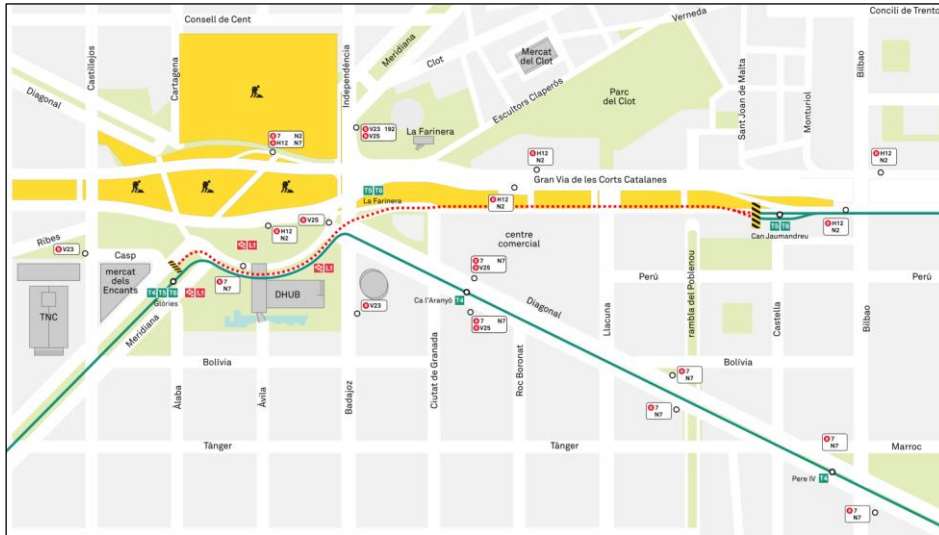 Consell de Cent
Concili de Trento
Verneda
Castillejos
Cartagena
Independència
Meridiana
Clot
Mercat
del Clot
Escultors Claperós
Parc
del Clot
Sant Joan de Malta
Monturiol
Bilbao
Diagonal
7 N2
H12 N7
V23 192
V25
La Farinera
H12
N2
H12
N2
Gran Via de les Corts Catalanes
T5 T6
La Farinera
H12
N2
V25
H12
N2
T5 T6
Can Jaumandreu
H12
N2
Ribes
V23
Casp
mercat
dels
Encants
L1
7
N7
L1
centre
comercial
7 N7
V25
Perú
Perú
TNC
T4 T5 T6
Glòries
L1
DHUB
V23
Ca l'Aranyó T4
Diagonal
Llacuna
rambla del Poblenou
Castella
Bilbao
7 N7
V25
Meridiana
Bolívia
Bolívia
Àlaba
Àvila
Badajoz
Ciutat de Granada
Roc Boronat
7
N7
7
N7
Tànger
Tànger
7
N7
Marroc
Pere IV T4
7
N7